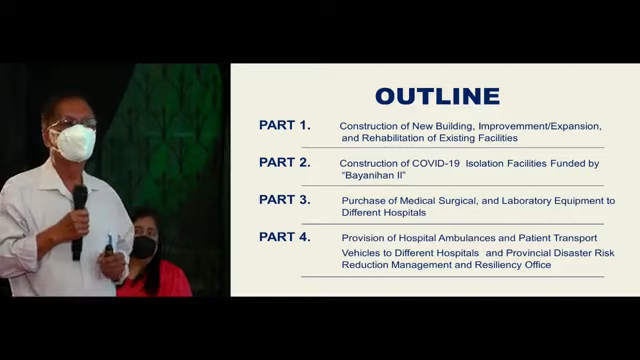 OUTLINE
PART 1. Construction of New Building, Improvemment/Expansion,
and Rehabilitation of Existing Facilities
PART 2. Construction of COVID-19 Isolation Facilities Funded by
“Bayanihan II”
PART 3. Purchase of Medical Surgical, and Laboratory Equipment to
Different Hospitals
PART 4. Provision of Hospital Ambulances and Patient Transport
Vehicles to Different Hospitals and Provincial Disaster Risk
Reduction Management and Resiliency Office